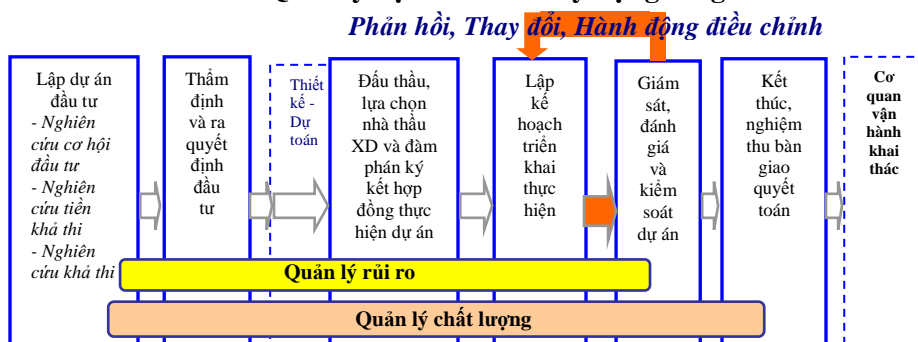 Phản hồi, Thay đổi, Hành động điều chỉnh
Lập dự án
đầu tư
- Nghiên
cứu cơ hội
đầu tư
- Nghiên
cứu tiền
khả thi
- Nghiên
cứu khả thi
Thẩm
định
và ra
quyết
định
đầu
tư
Thiết
kế -
Dự
toán
Đấu thầu,
lựa chọn
nhà thầu
XD và đàm
phán ký
kết hợp
đồng thực
hiện dự án
Lập
kế
hoạch
triển
khai
thực
hiện
Giám
sát,
đánh
giá
và
kiểm
soát
dự án
Kết
thúc,
nghiệm
thu bàn
giao
quyết
toán
Cơ
quan
vận
hành
khai
thác
Quản lý rủi ro
Quản lý chất lượng